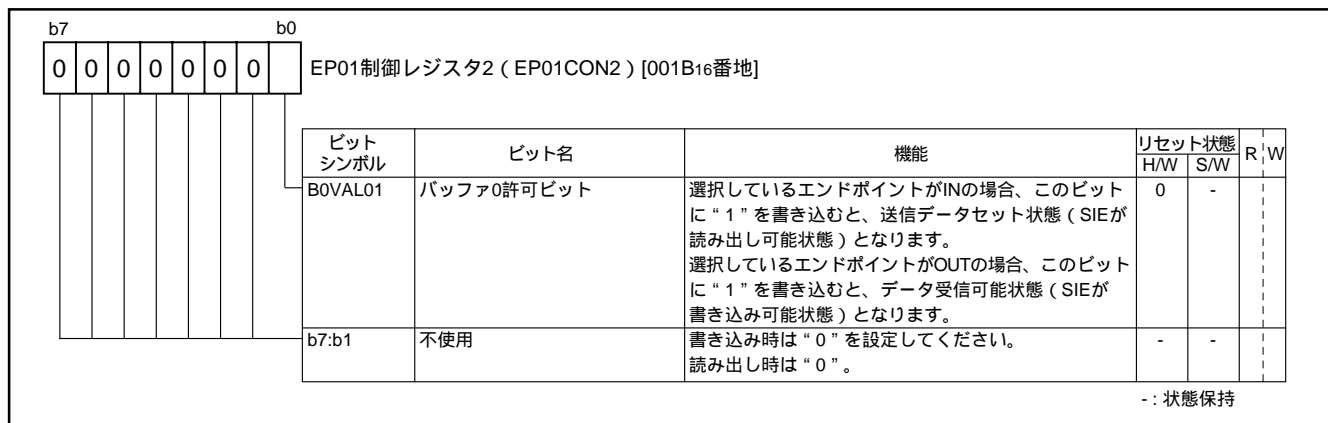 b7 b0
0 0 0 0 0 0 0 EP01制御レジスタ2（EP01CON2）[001B16番地]
ビット シンボル ビット名 機能 リセット状態 H/W S/W R W
B0VAL01 バッファ0許可ビット 選択しているエンドポイントがINの場合、このビット 0 -
に“1”を書き込むと、送信データセット状態（SIEが
読み出し可能状態）となります。
選択しているエンドポイントがOUTの場合、このビット
に“1”を書き込むと、データ受信可能状態（SIEが
書き込み可能状態）となります。
b7:b1 不使用 書き込み時は“0”を設定してください。 - -
読み出し時は“0”。
- : 状態保持